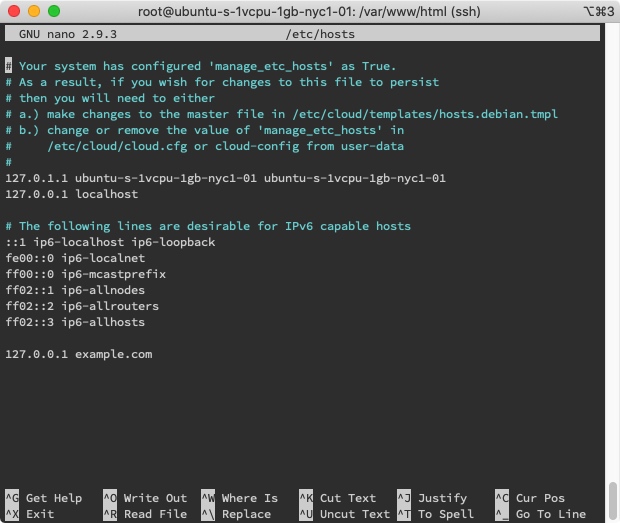 root@ubuntu-s-1vcpu-1gb-nyc1-01: /var/www/html (ssh) ⌥⌘3
GNU nano 2.9.3 /etc/hosts
# Your system has configured 'manage_etc_hosts' as True.
# As a result, if you wish for changes to this file to persist
# then you will need to either
# a.) make changes to the master file in /etc/cloud/templates/hosts.debian.tmpl
# b.) change or remove the value of 'manage_etc_hosts' in
#     /etc/cloud/cloud.cfg or cloud-config from user-data
#
127.0.1.1 ubuntu-s-1vcpu-1gb-nyc1-01 ubuntu-s-1vcpu-1gb-nyc1-01
127.0.0.1 localhost
# The following lines are desirable for IPv6 capable hosts
::1 ip6-localhost ip6-loopback
fe00::0 ip6-localnet
ff00::0 ip6-mcastprefix
ff02::1 ip6-allnodes
ff02::2 ip6-allrouters
ff02::3 ip6-allhosts
127.0.0.1 example.com
^G Get Help ^O Write Out ^W Where Is ^K Cut Text ^J Justify ^C Cur Pos
^X Exit ^R Read File ^\ Replace ^U Uncut Text ^T To Spell ^_ Go To Line